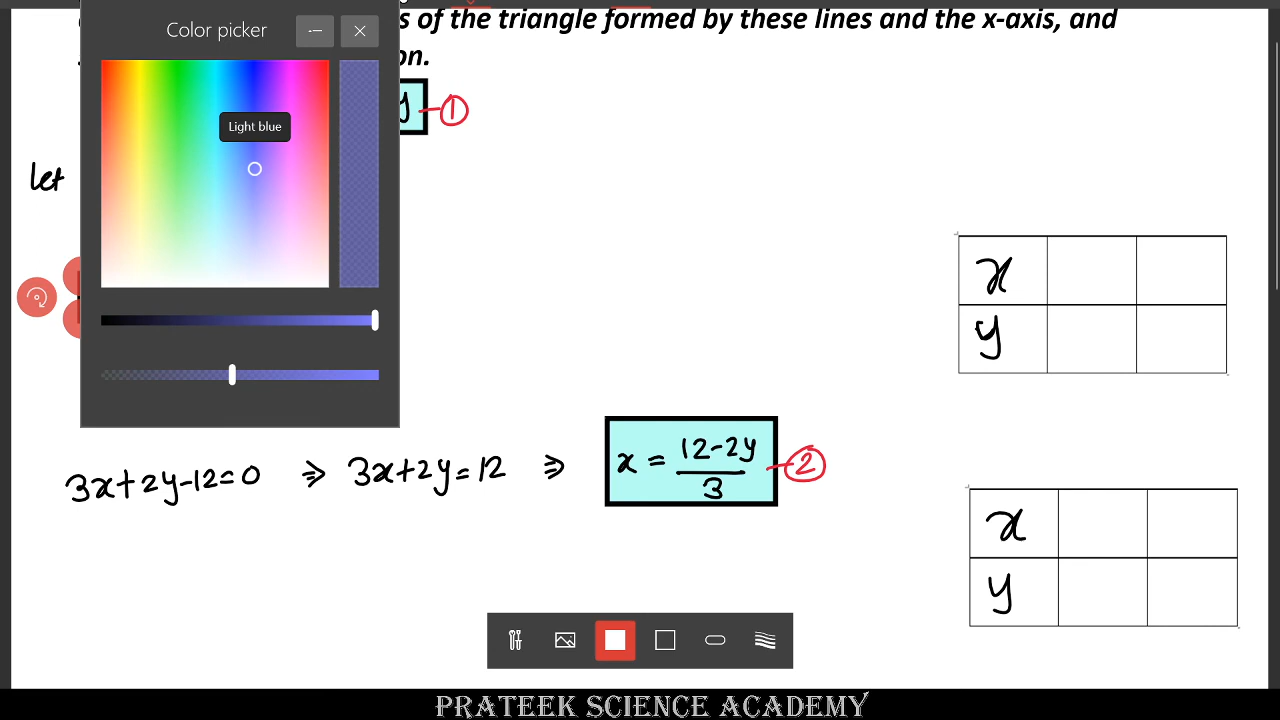 s of the triangle formed by these lines and the x-axis, and
on.
Color picker
y ①
Light blue
let
x
y
3x+2y-12=0 ⇒ 3x+2y=12 ⇒ x = 12-2y/3 ②
x
y
PRATEEK SCIENCE ACADEMY